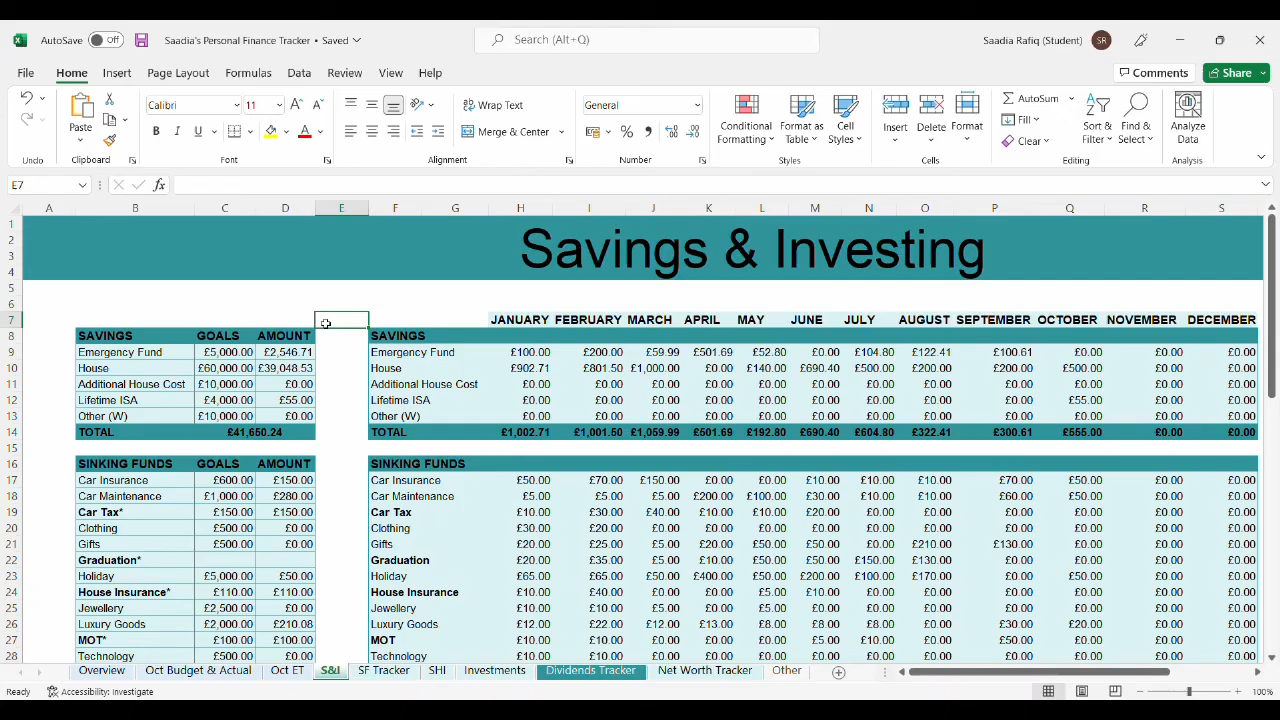 AutoSave Off Saadia's Personal Finance Tracker • Saved Search (Alt+Q) Saadia Rafiq (Student) SR
File Home Insert Page Layout Formulas Data Review View Help Comments Share
Calibri 11 Wrap Text General AutoSum
Paste B I U A Merge & Center % Conditional Formatting Format as Table Cell Styles Insert Delete Format Fill Clear Sort & Filter Find & Select Analyze Data
Undo Clipboard Font Alignment Number Styles Cells Editing Analysis
E7 fx
A B C D E F G H I J K L M N O P Q R S
1
2 Savings & Investing
3
4
5
6
7 JANUARY FEBRUARY MARCH APRIL MAY JUNE JULY AUGUST SEPTEMBER OCTOBER NOVEMBER DECEMBER
8 SAVINGS GOALS AMOUNT SAVINGS
9 Emergency Fund £5,000.00 £2,546.71 Emergency Fund £100.00 £200.00 £59.99 £501.69 £52.80 £0.00 £104.80 £122.41 £100.61 £0.00 £0.00 £0.00
10 House £60,000.00 £39,048.53 House £902.71 £801.50 £1,000.00 £0.00 £140.00 £690.40 £500.00 £200.00 £200.00 £500.00 £0.00 £0.00
11 Additional House Cost £10,000.00 £0.00 Additional House Cost £0.00 £0.00 £0.00 £0.00 £0.00 £0.00 £0.00 £0.00 £0.00 £0.00 £0.00 £0.00
12 Lifetime ISA £4,000.00 £55.00 Lifetime ISA £0.00 £0.00 £0.00 £0.00 £0.00 £0.00 £0.00 £0.00 £0.00 £55.00 £0.00 £0.00
13 Other (W) £10,000.00 £0.00 Other (W) £0.00 £0.00 £0.00 £0.00 £0.00 £0.00 £0.00 £0.00 £0.00 £0.00 £0.00 £0.00
14 TOTAL £41,650.24 TOTAL £1,002.71 £1,001.50 £1,059.99 £501.69 £192.80 £690.40 £604.80 £322.41 £300.61 £555.00 £0.00 £0.00
15
16 SINKING FUNDS GOALS AMOUNT SINKING FUNDS
17 Car Insurance £600.00 £150.00 Car Insurance £50.00 £70.00 £150.00 £0.00 £0.00 £10.00 £10.00 £10.00 £70.00 £50.00 £0.00 £0.00
18 Car Maintenance £1,000.00 £280.00 Car Maintenance £5.00 £5.00 £5.00 £200.00 £100.00 £30.00 £10.00 £10.00 £60.00 £50.00 £0.00 £0.00
19 Car Tax* £150.00 £150.00 Car Tax £10.00 £30.00 £40.00 £10.00 £10.00 £20.00 £0.00 £0.00 £0.00 £0.00 £0.00 £0.00
20 Clothing £500.00 £0.00 Clothing £30.00 £20.00 £0.00 £0.00 £0.00 £0.00 £0.00 £0.00 £0.00 £0.00 £0.00 £0.00
21 Gifts £500.00 £0.00 Gifts £20.00 £25.00 £5.00 £20.00 £50.00 £50.00 £0.00 £210.00 £130.00 £0.00 £0.00 £0.00
22 Graduation* Graduation £20.00 £35.00 £5.00 £10.00 £50.00 £50.00 £150.00 £130.00 £0.00 £0.00 £0.00 £0.00
23 Holiday £5,000.00 £50.00 Holiday £65.00 £65.00 £50.00 £400.00 £50.00 £200.00 £100.00 £170.00 £0.00 £50.00 £0.00 £0.00
24 House Insurance* £110.00 £110.00 House Insurance £10.00 £40.00 £0.00 £0.00 £5.00 £10.00 £0.00 £0.00 £0.00 £0.00 £0.00 £0.00
25 Jewellery £2,500.00 £0.00 Jewellery £10.00 £10.00 £5.00 £0.00 £5.00 £0.00 £0.00 £0.00 £0.00 £0.00 £0.00 £0.00
26 Luxury Goods £2,000.00 £210.08 Luxury Goods £12.00 £22.00 £12.00 £13.00 £8.00 £8.00 £8.00 £0.00 £30.00 £0.00 £0.00 £0.00
27 MOT* £100.00 £100.00 MOT £10.00 £10.00 £0.00 £0.00 £0.00 £5.00 £10.00 £0.00 £50.00 £0.00 £0.00 £0.00
28 Technology £500.00 £0.00 Technology £10.00 £10.00 £0.00 £0.00 £0.00 £0.00 £0.00 £0.00 £20.00 £0.00 £0.00 £0.00
Overview Oct Budget & Actual Oct ET S&I SF Tracker SHI Investments Dividends Tracker Net Worth Tracker Other
Ready Accessibility: Investigate 100%